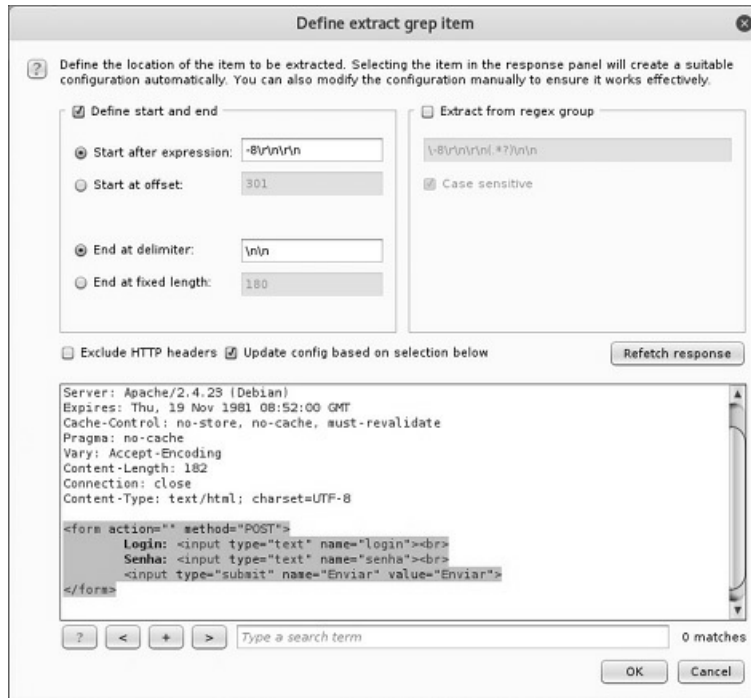 Define extract grep item
? Define the location of the item to be extracted. Selecting the item in the response panel will create a suitable
configuration automatically. You can also modify the configuration manually to ensure it works effectively.
Define start and end
Start after expression: -8\r\n\r\n
Start at offset: 301
End at delimiter: \n\n
End at fixed length: 180
Extract from regex group
\-8\r\n\r\n(.*?)\n\n
Case sensitive
Exclude HTTP headers Update config based on selection below Refetch response
Server: Apache/2.4.23 (Debian)
Expires: Thu, 19 Nov 1981 08:52:00 GMT
Cache-Control: no-store, no-cache, must-revalidate
Pragma: no-cache
Vary: Accept-Encoding
Content-Length: 182
Connection: close
Content-Type: text/html; charset=UTF-8
<form action="" method="POST">
Login: <input type="text" name="login"><br>
Senha: <input type="text" name="senha"><br>
<input type="submit" name="Enviar" value="Enviar">
</form>
? < + > Type a search term 0 matches
OK Cancel